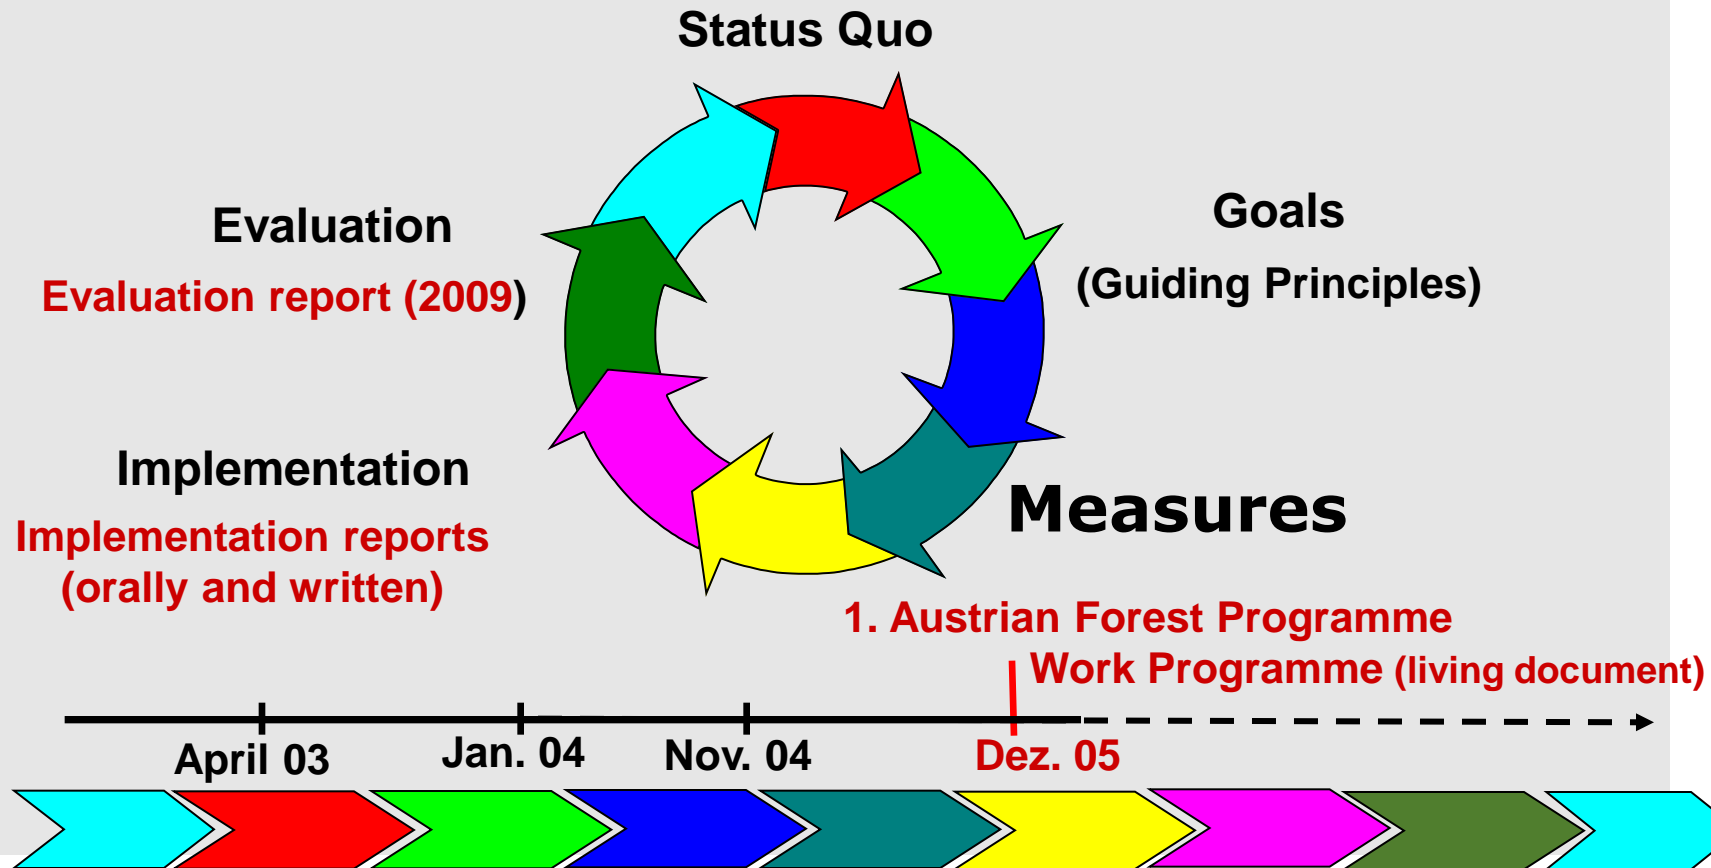 Status Quo
Evaluation
Evaluation report (2009)
Goals
(Guiding Principles)
Implementation
Implementation reports
(orally and written)
Measures
1. Austrian Forest Programme
Work Programme (living document)
April 03
Jan. 04
Nov. 04
Dez. 05